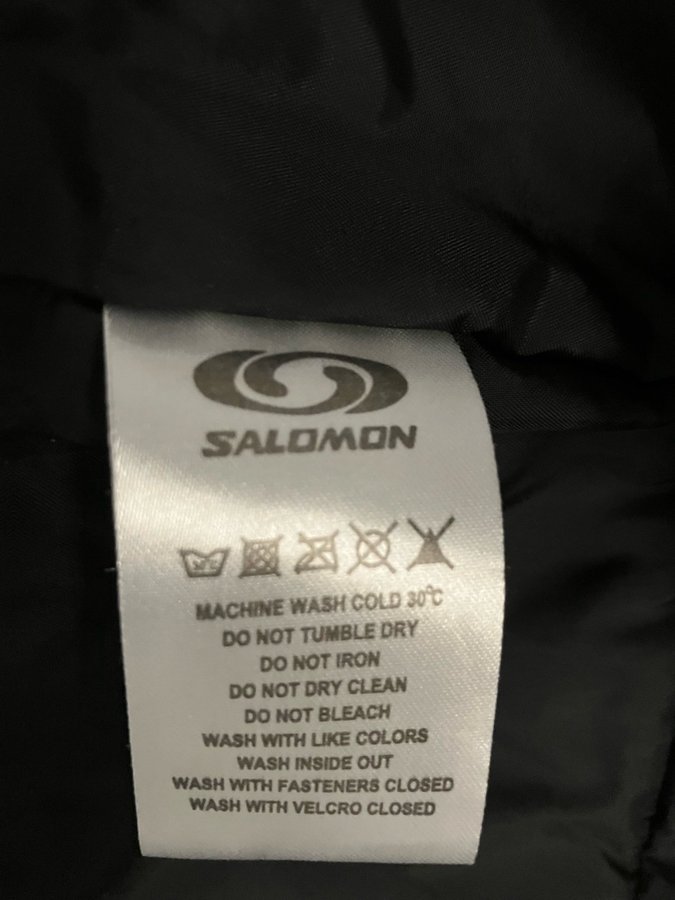 SALOMON
MACHINE WASH COLD 30°C
DO NOT TUMBLE DRY
DO NOT IRON
DO NOT DRY CLEAN
DO NOT BLEACH
WASH WITH LIKE COLORS
WASH INSIDE OUT
WASH WITH FASTENERS CLOSED
WASH WITH VELCRO CLOSED